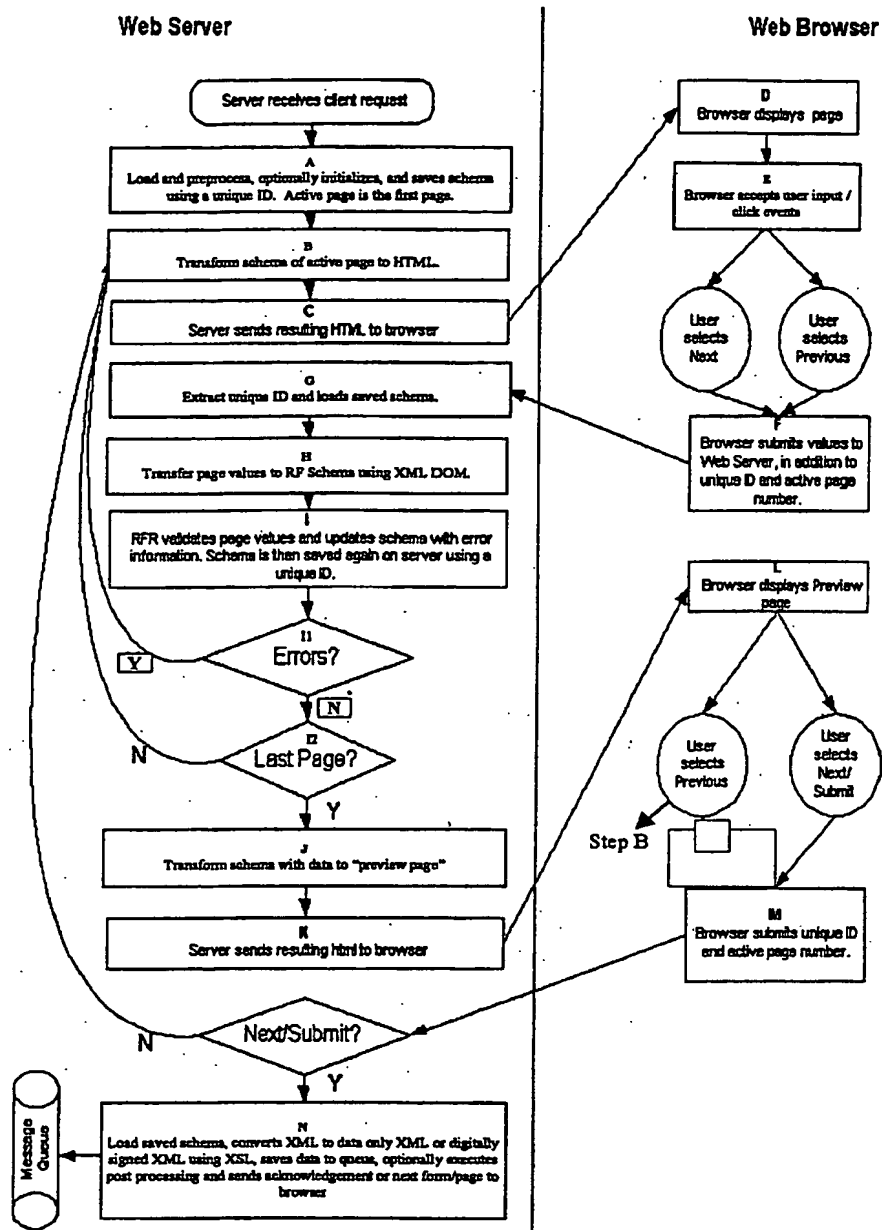 Web Server
Web Browser
Server receives client request
A
Load and preprocess, optionally initializes, and saves schema
using a unique ID. Active page is the first page.
B
Transform schema of active page to HTML.
C
Server sends resulting HTML to browser
G
Extract unique ID and loads saved schema.
H
Transfer page values to RF Schema using XML DOM.
I
RFR validates page values and updates schema with error
information. Schema is then saved again on server using a
unique ID.
I1
Errors?
Y
N
I2
Last Page?
N
Y
J
Transform schema with data to "preview page"
K
Server sends resulting html to browser
Next/Submit?
N
Y
N
Load saved schema, converts XML to data only XML or digitally
signed XML using XSL, saves data to queue, optionally executes
post processing and sends acknowledgement or next form/page to
browser
Message
Queue
D
Browser displays page
E
Browser accepts user input /
click events
User
selects
Next
User
selects
Previous
F
Browser submits values to
Web Server, in addition to
unique ID and active page
number.
L
Browser displays Preview
page
User
selects
Previous
User
selects
Next/
Submit
Step B
M
Browser submits unique ID
and active page number.